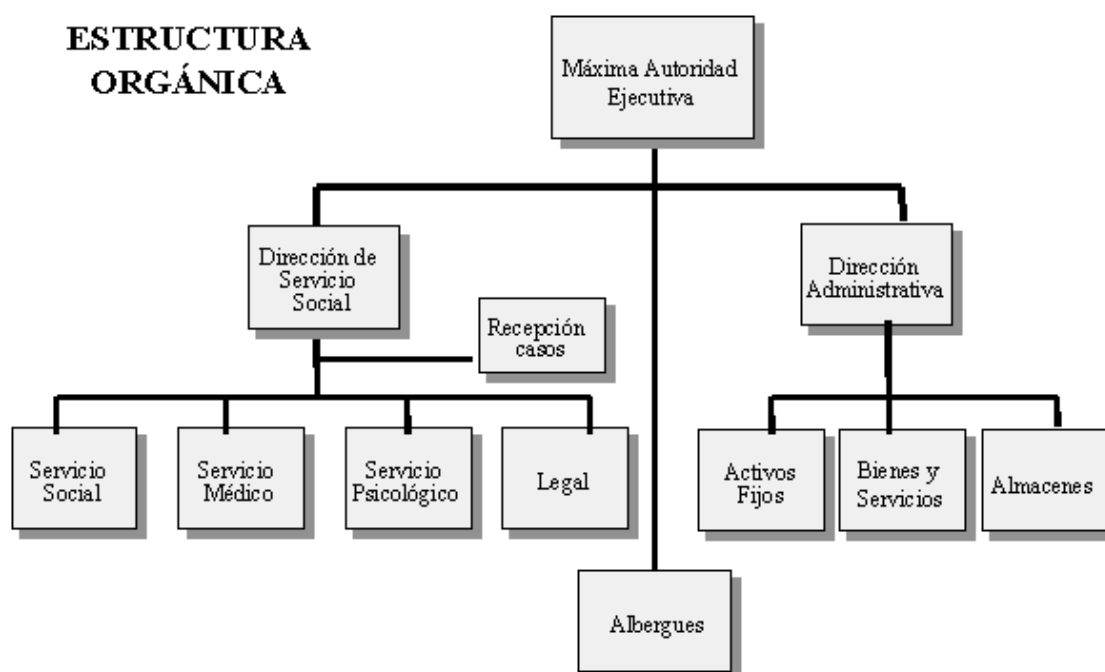 ESTRUCTURA
ORGÁNICA
Máxima Autoridad
Ejecutiva
Dirección de
Servicio
Social
Dirección
Administrativa
Recepción
casos
Servicio
Social
Servicio
Médico
Servicio
Psicológico
Legal
Activos
Fijos
Bienes y
Servicios
Almacenes
Albergues